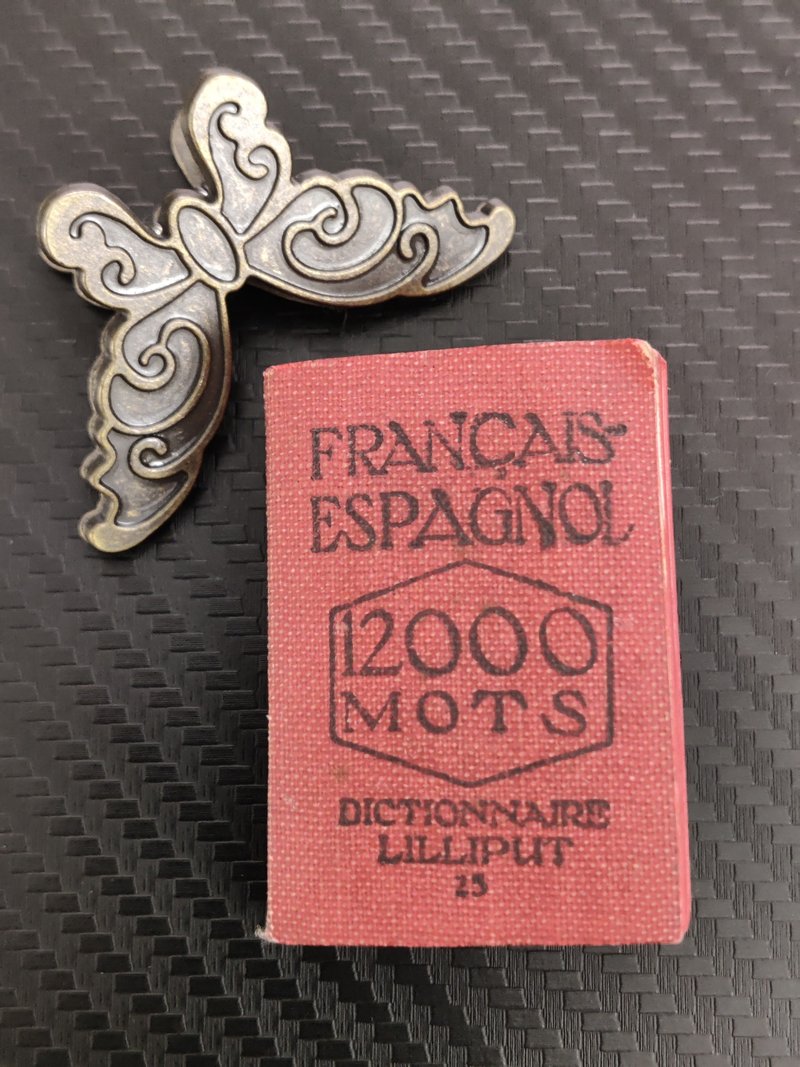 FRANÇAIS-
ESPAGNOL
12000
MOTS
DICTIONNAIRE
LILLIPUT
25